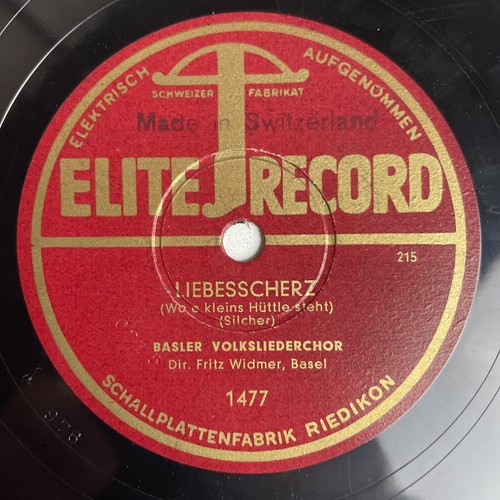 ELEKTRISCH AUFGENOMMEN
SCHWEIZER FABRIKAT
Made in Switzerland
ELITE RECORD
215
LIEBESSCHERZ
(Wo e kleins Hüttle steht)
(Silcher)
BASLER VOLKSLIEDERCHOR
Dir. Fritz Widmer, Basel
1477
SCHALLPLATTENFABRIK RIEDIKON